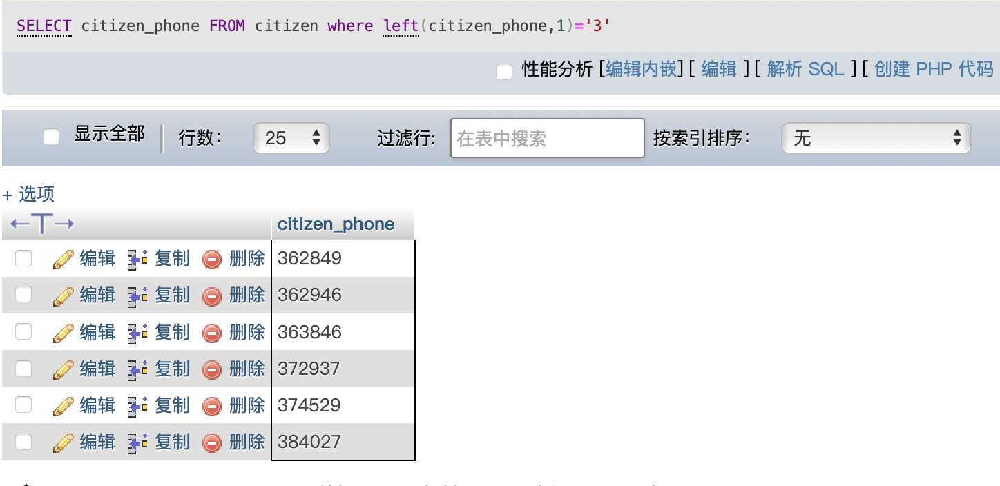 SELECT citizen_phone FROM citizen where left(citizen_phone,1)='3'
性能分析 [编辑内嵌][ 编辑 ][ 解析 SQL ][ 创建 PHP 代码
显示全部 行数： 25 过滤行: 在表中搜索 按索引排序： 无
+ 选项
←T→ citizen_phone
编辑 复制 删除 362849
编辑 复制 删除 362946
编辑 复制 删除 363846
编辑 复制 删除 372937
编辑 复制 删除 374529
编辑 复制 删除 384027